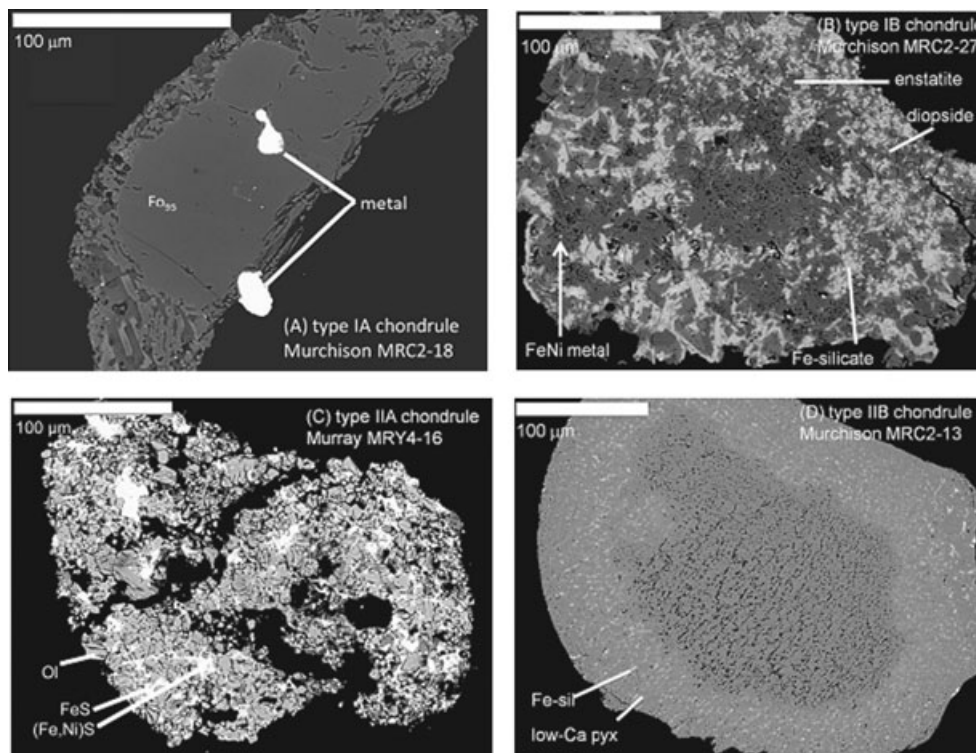 100 μm
Fo₉₅
metal
(A) type IA chondrule
Murchison MRC2-18
100 μm
(B) type IB chondrule
Murchison MRC2-27
enstatite
diopside
FeNi metal
Fe-silicate
100 μm
(C) type IIA chondrule
Murray MRY4-16
Ol
FeS
(Fe,Ni)S
100 μm
(D) type IIB chondrule
Murchison MRC2-13
Fe-sil
low-Ca pyx